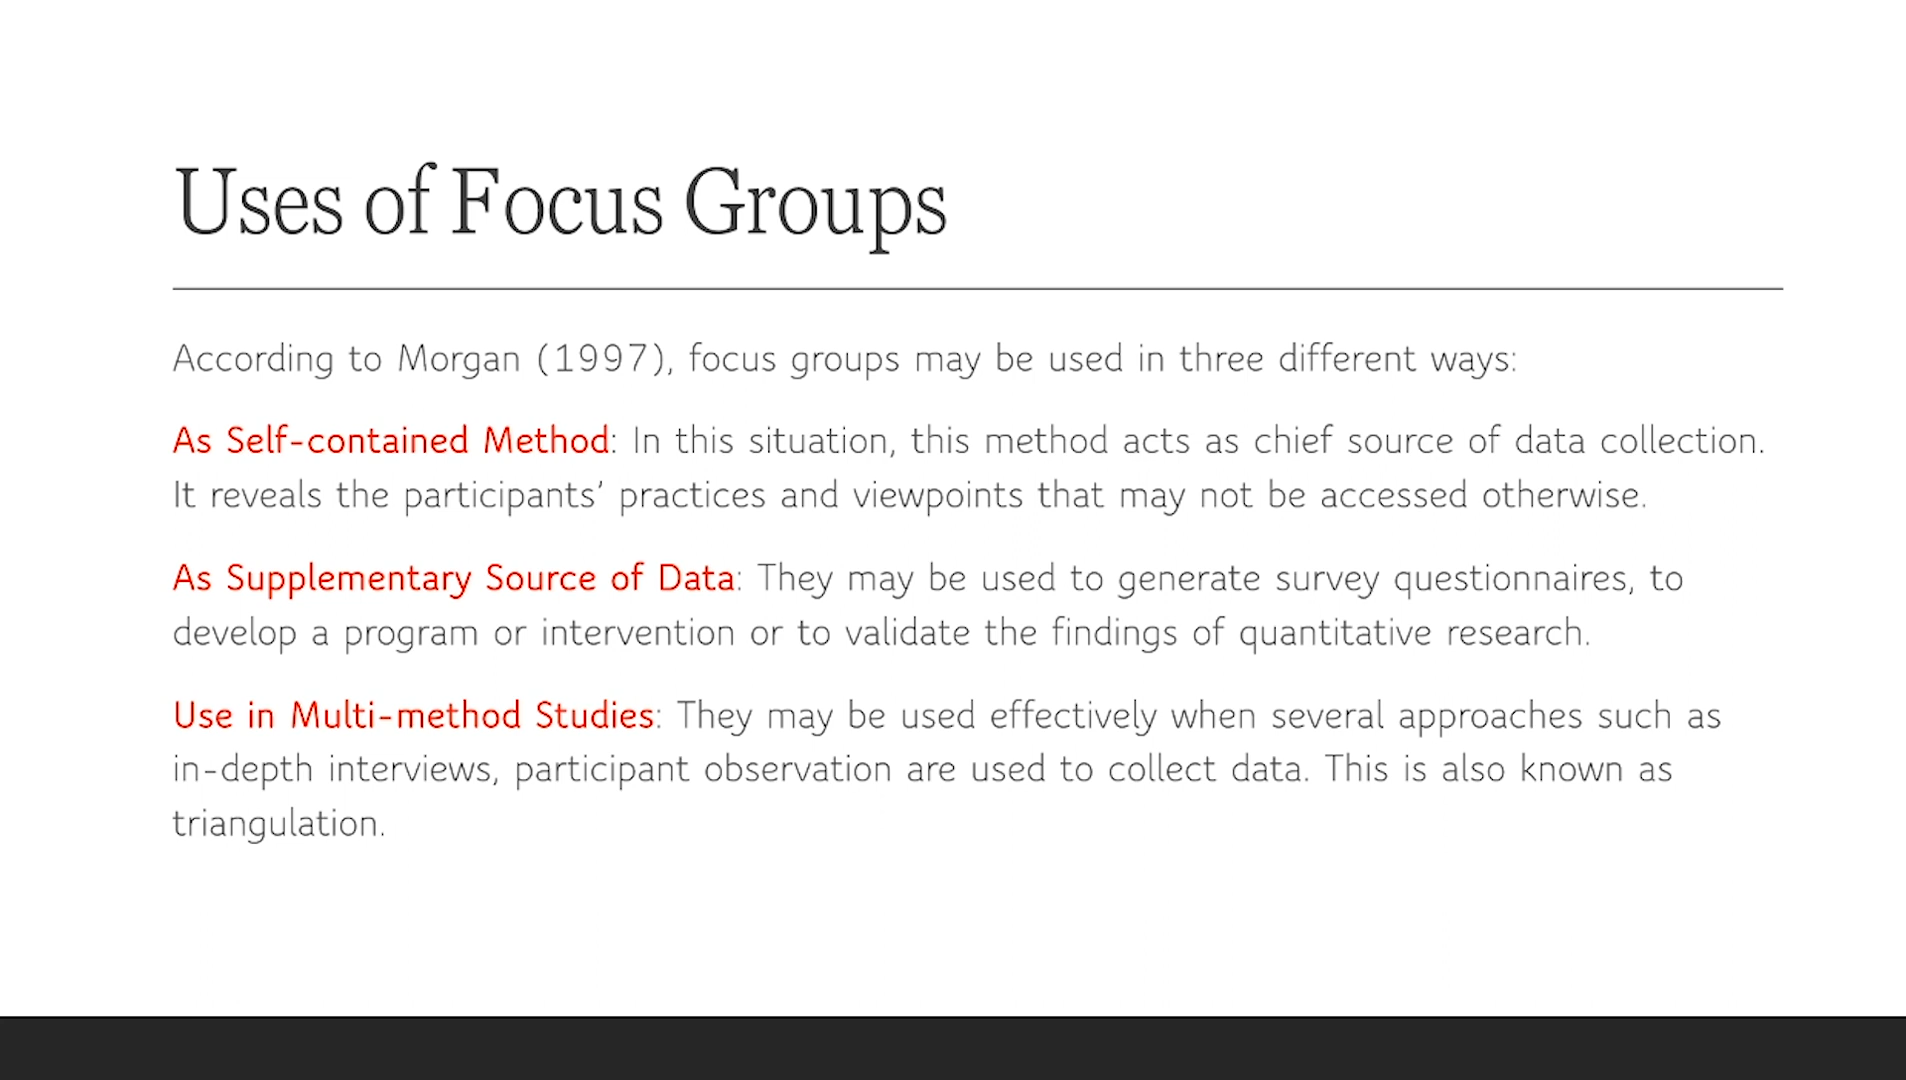 Uses of Focus Groups
According to Morgan (1997), focus groups may be used in three different ways:
As Self-contained Method: In this situation, this method acts as chief source of data collection.
It reveals the participants’ practices and viewpoints that may not be accessed otherwise.
As Supplementary Source of Data: They may be used to generate survey questionnaires, to
develop a program or intervention or to validate the findings of quantitative research.
Use in Multi-method Studies: They may be used effectively when several approaches such as
in-depth interviews, participant observation are used to collect data. This is also known as
triangulation.